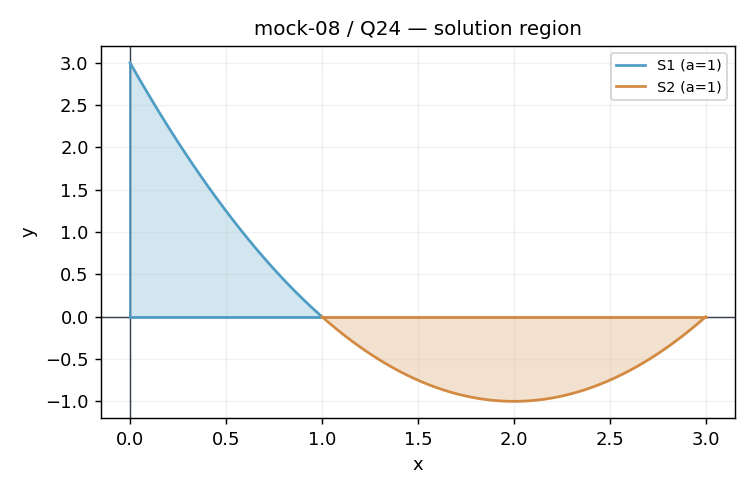 mock-08 / Q24 — solution region
S1 (a=1)
S2 (a=1)
3.0
2.5
2.0
1.5
1.0
0.5
0.0
−0.5
−1.0
y
0.0 0.5 1.0 1.5 2.0 2.5 3.0
x